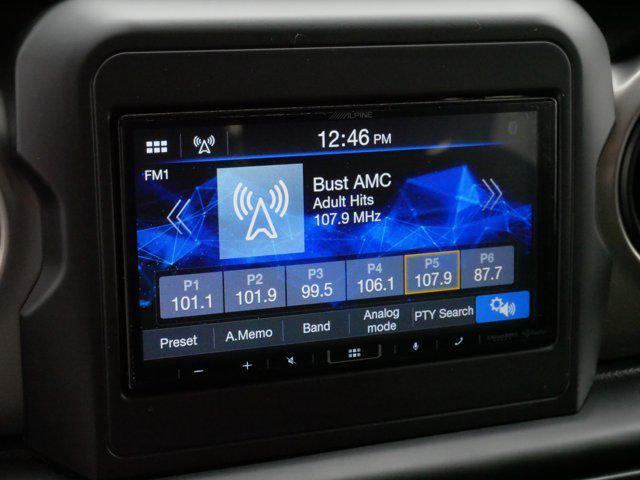 ALPINE
12:46 PM
FM1
Bust AMC
Adult Hits
107.9 MHz
P1 P2 P3 P4 P5 P6
101.1 101.9 99.5 106.1 107.9 87.7
Preset A.Memo Band Analog mode PTY Search
− +